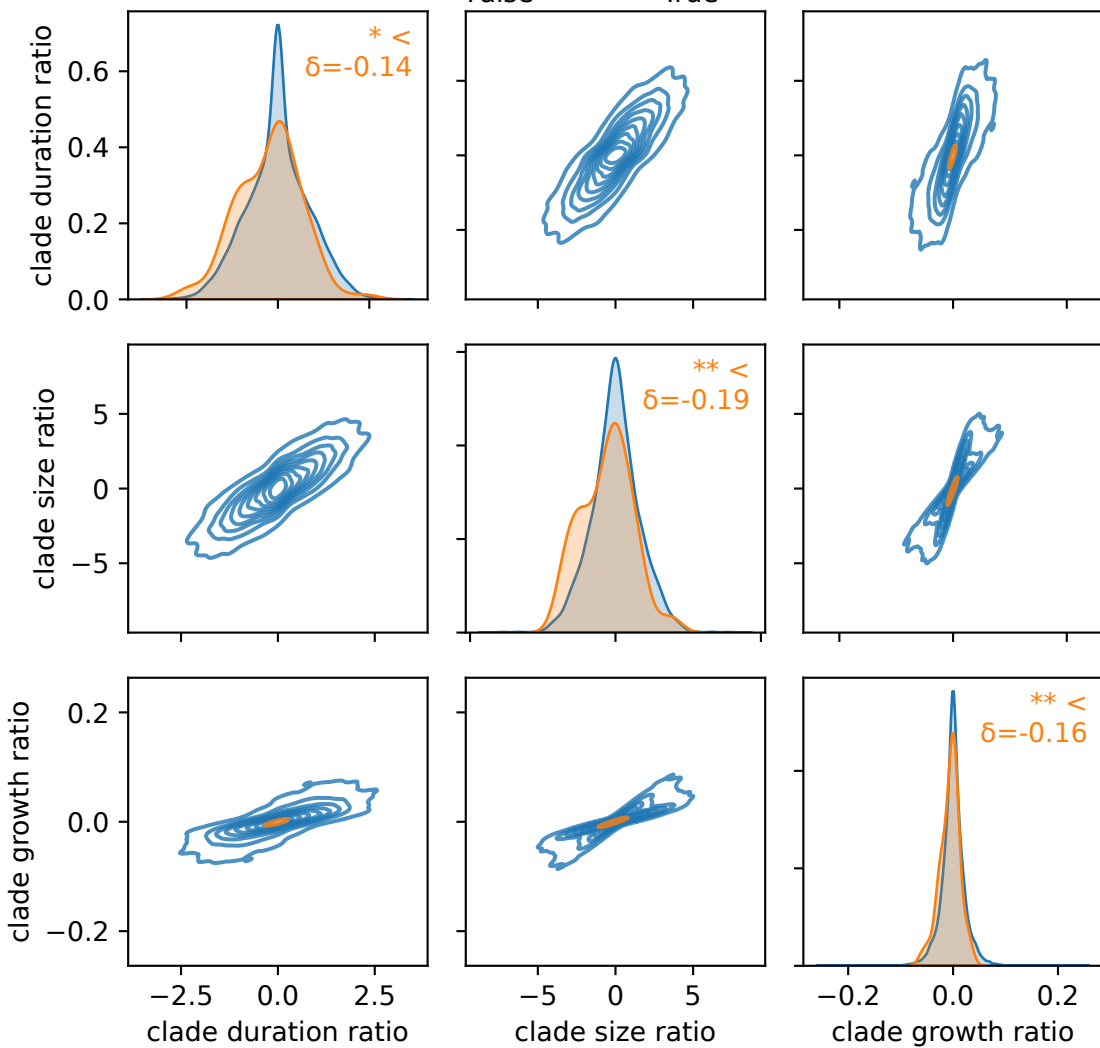 True
* <
δ=-0.14
clade duration ratio
0.6
0.4
0.2
0.0
** <
δ=-0.19
clade size ratio
5
0
−5
** <
δ=-0.16
clade growth ratio
0.2
0.0
−0.2
−2.5 0.0 2.5 −5 0 5 −0.2 0.0 0.2
clade duration ratio clade size ratio clade growth ratio